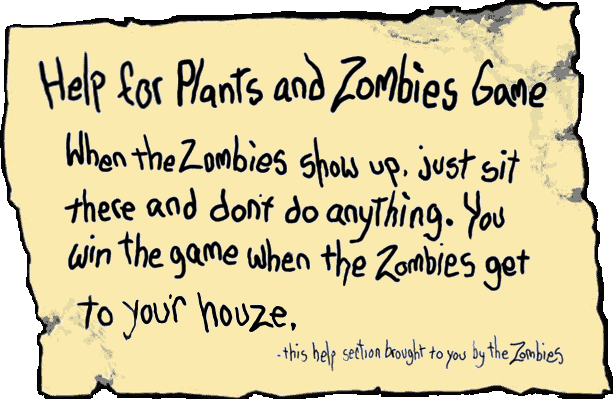 Help for Plants and Zombies Game
When the Zombies show up, just sit
there and don't do anything. You
win the game when the Zombies get
to you'r houze.
-this help section brought to you by the Zombies